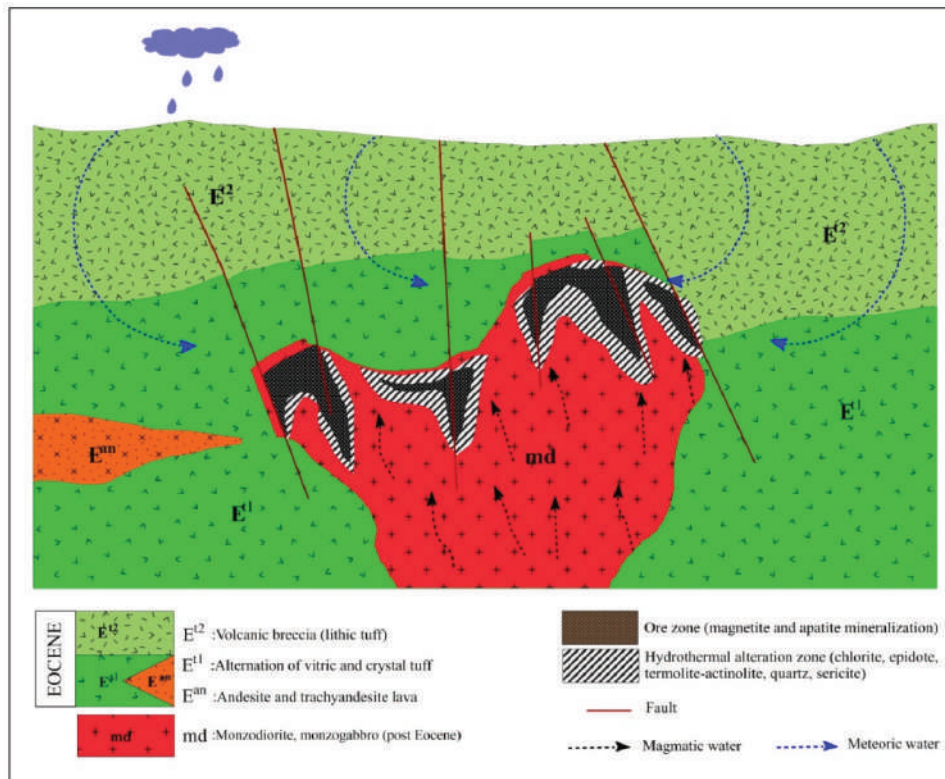 E^t2
E^t2
E^an
md
E^t1
E^t1
EOCENE
E^t2
E^t1
E^an
md
E^t2 :Volcanic breccia (lithic tuff)
E^t1 :Alternation of vitric and crystal tuff
E^an :Andesite and trachyandesite lava
md :Monzodiorite, monzogabbro (post Eocene)
Ore zone (magnetite and apatite mineralization)
Hydrothermal alteration zone (chlorite, epidote,
termolite-actinolite, quartz, sericite)
Fault
Magmatic water
Meteoric water